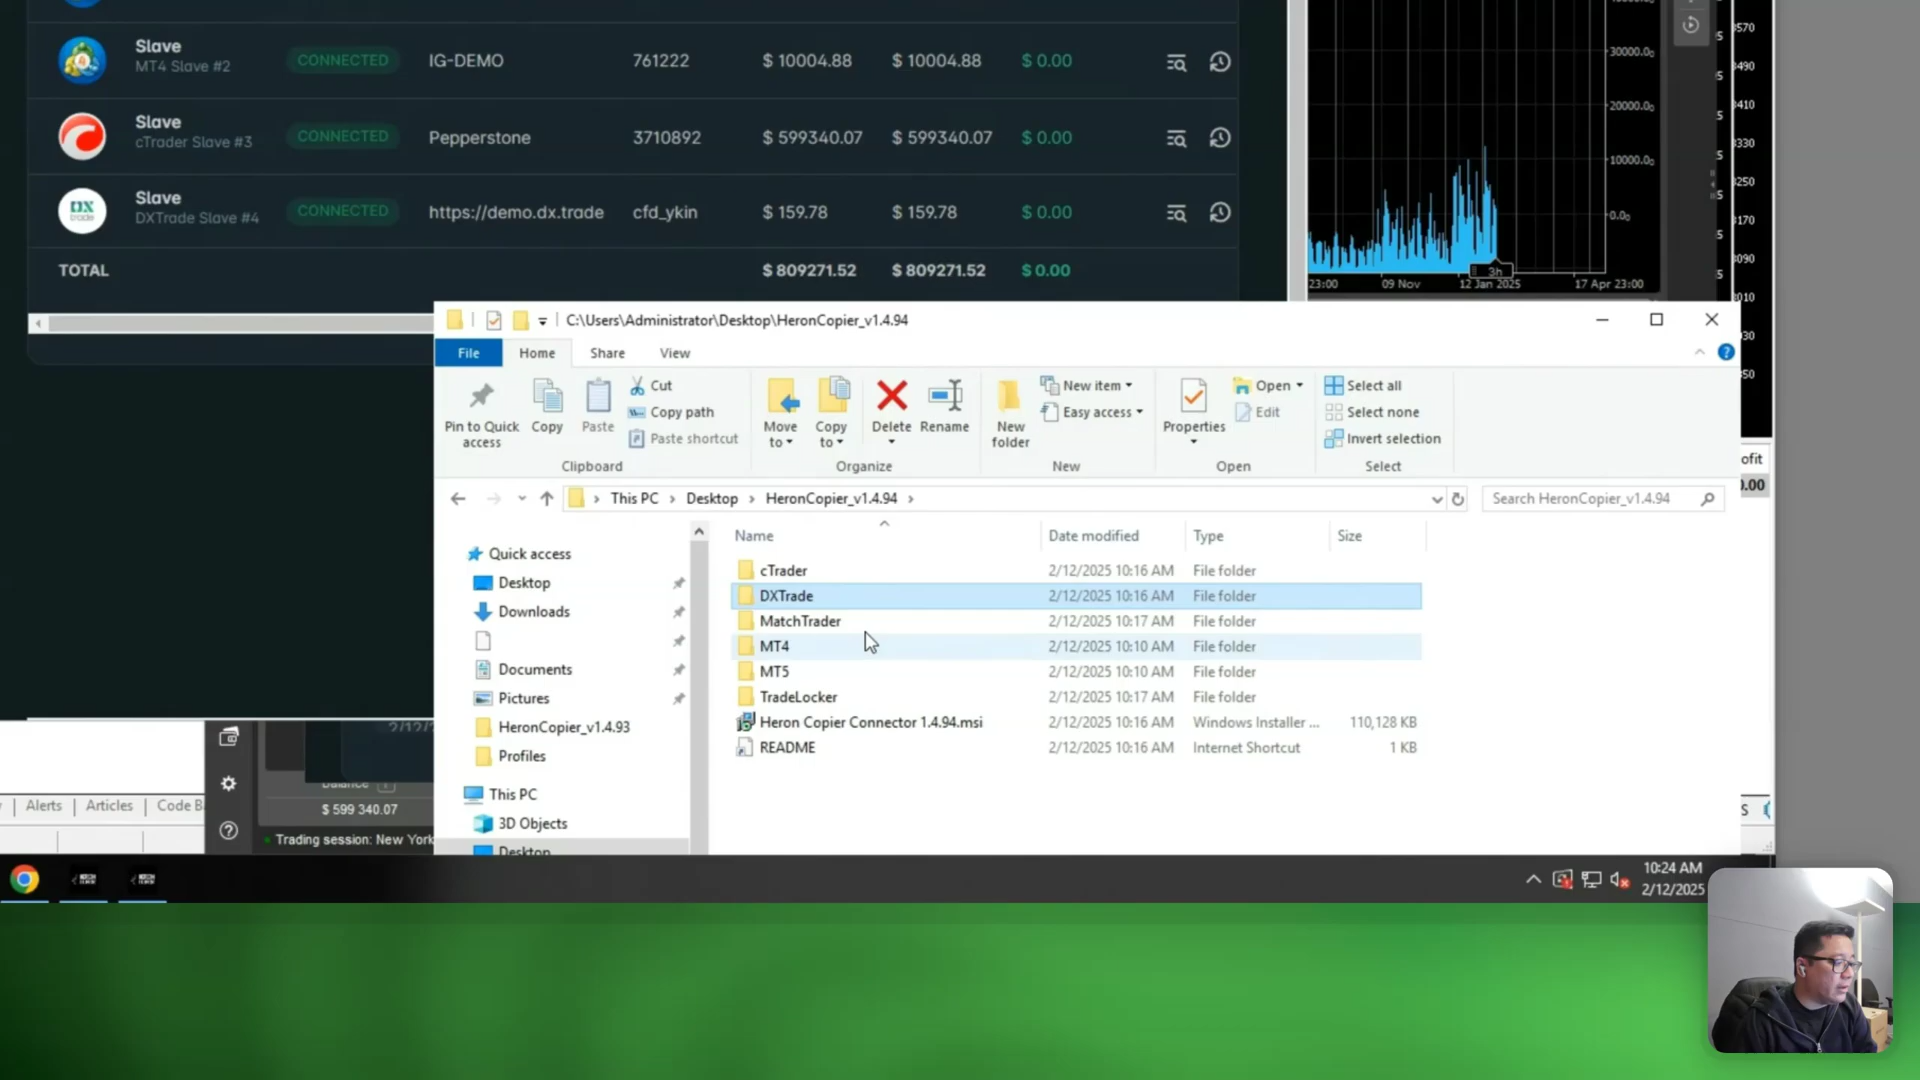 Slave
MT4 Slave #2
CONNECTED
IG-DEMO
761222
$ 10004.88
$ 10004.88
$ 0.00
Slave
cTrader Slave #3
CONNECTED
Pepperstone
3710892
$ 599340.07
$ 599340.07
$ 0.00
DX
trade
Slave
DXTrade Slave #4
CONNECTED
https://demo.dx.trade
cfd_ykin
$ 159.78
$ 159.78
$ 0.00
TOTAL
$ 809271.52
$ 809271.52
$ 0.00
30000.00
20000.00
10000.00
0.00
3h
23:00
09 Nov
12 Jan 2025
17 Apr 23:00
C:\Users\Administrator\Desktop\HeronCopier_v1.4.94
File
Home
Share
View
Pin to Quick access
Copy
Paste
Cut
Copy path
Paste shortcut
Clipboard
Move to
Copy to
Delete
Rename
Organize
New folder
New item
Easy access
New
Properties
Open
Edit
Open
Select all
Select none
Invert selection
Select
ofit
0.00
This PC > Desktop > HeronCopier_v1.4.94 >
Search HeronCopier_v1.4.94
Quick access
Desktop
Downloads
Documents
Pictures
HeronCopier_v1.4.93
Profiles
This PC
3D Objects
Desktop
Name
Date modified
Type
Size
cTrader 2/12/2025 10:16 AM File folder
DXTrade 2/12/2025 10:16 AM File folder
MatchTrader 2/12/2025 10:17 AM File folder
MT4 2/12/2025 10:10 AM File folder
MT5 2/12/2025 10:10 AM File folder
TradeLocker 2/12/2025 10:17 AM File folder
Heron Copier Connector 1.4.94.msi 2/12/2025 10:16 AM Windows Installer ... 110,128 KB
README 2/12/2025 10:16 AM Internet Shortcut 1 KB
Alerts
Articles
Code B
Balance
$ 599 340.07
Trading session: New York
10:24 AM
2/12/2025